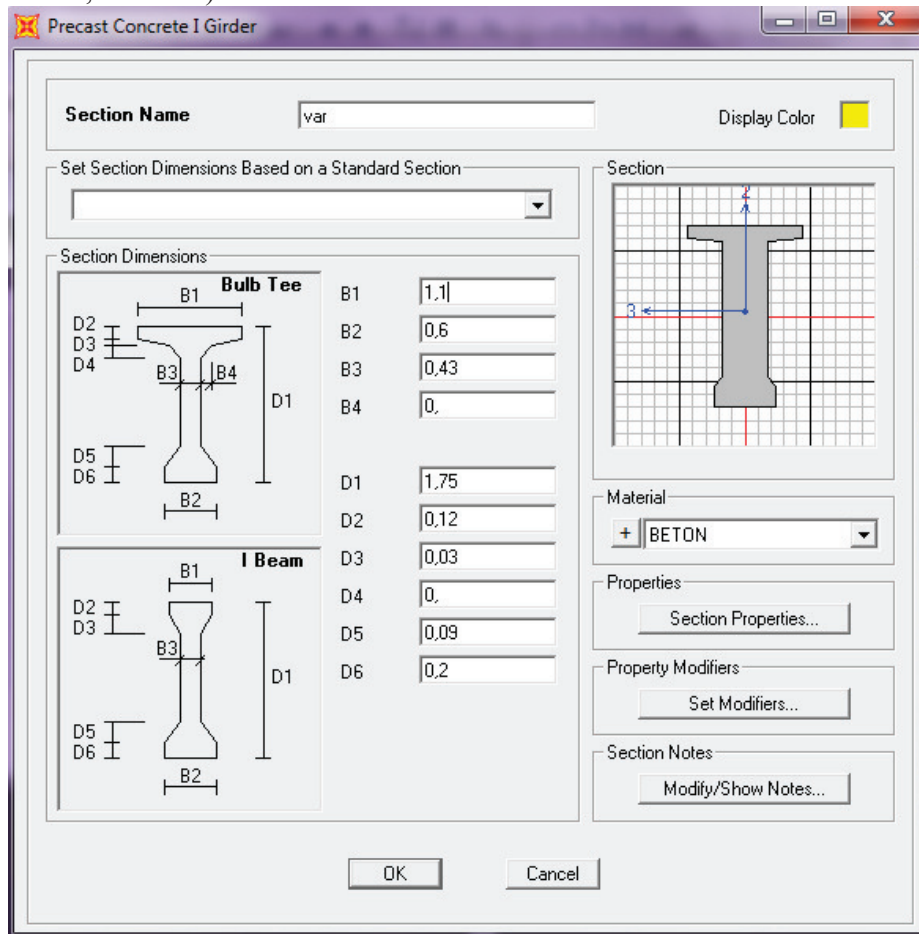 Precast Concrete I Girder
Section Name
var
Display Color
Set Section Dimensions Based on a Standard Section
Section Dimensions
Bulb Tee
B1
D2
D3
D4
B3
B4
D1
D5
D6
B2
I Beam
B1
D2
D3
B3
D1
D5
D6
B2
B1 1,1
B2 0,6
B3 0,43
B4 0,
D1 1,75
D2 0,12
D3 0,03
D4 0,
D5 0,09
D6 0,2
Section
2
3
Material
+ BETON
Properties
Section Properties...
Property Modifiers
Set Modifiers...
Section Notes
Modify/Show Notes...
OK Cancel